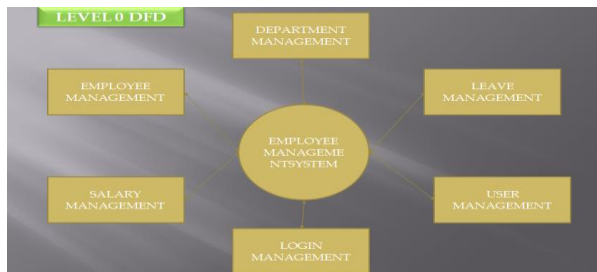 LEVEL 0 DFD
DEPARTMENT
MANAGEMENT
EMPLOYEE
MANAGEMENT
LEAVE
MANAGEMENT
EMPLOYEE
MANAGEME
NTSYSTEM
SALARY
MANAGEMENT
USER
MANAGEMENT
LOGIN
MANAGEMENT